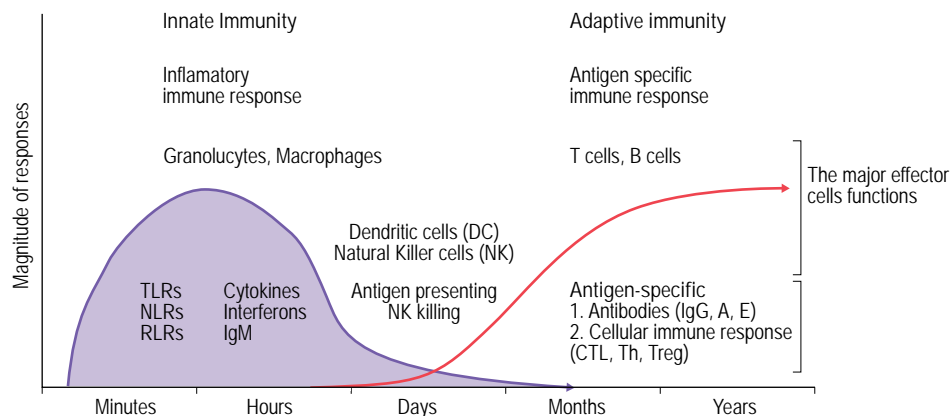 Innate Immunity
Adaptive immunity
Inflamatory
immune response
Antigen specific
immune response
Magnitude of responses
Granolucytes, Macrophages
T cells, B cells
The major effector
cells functions
Dendritic cells (DC)
Natural Killer cells (NK)
TLRs
NLRs
RLRs
Cytokines
Interferons
IgM
Antigen presenting
NK killing
Antigen-specific
1. Antibodies (IgG, A, E)
2. Cellular immune response
(CTL, Th, Treg)
Minutes
Hours
Days
Months
Years